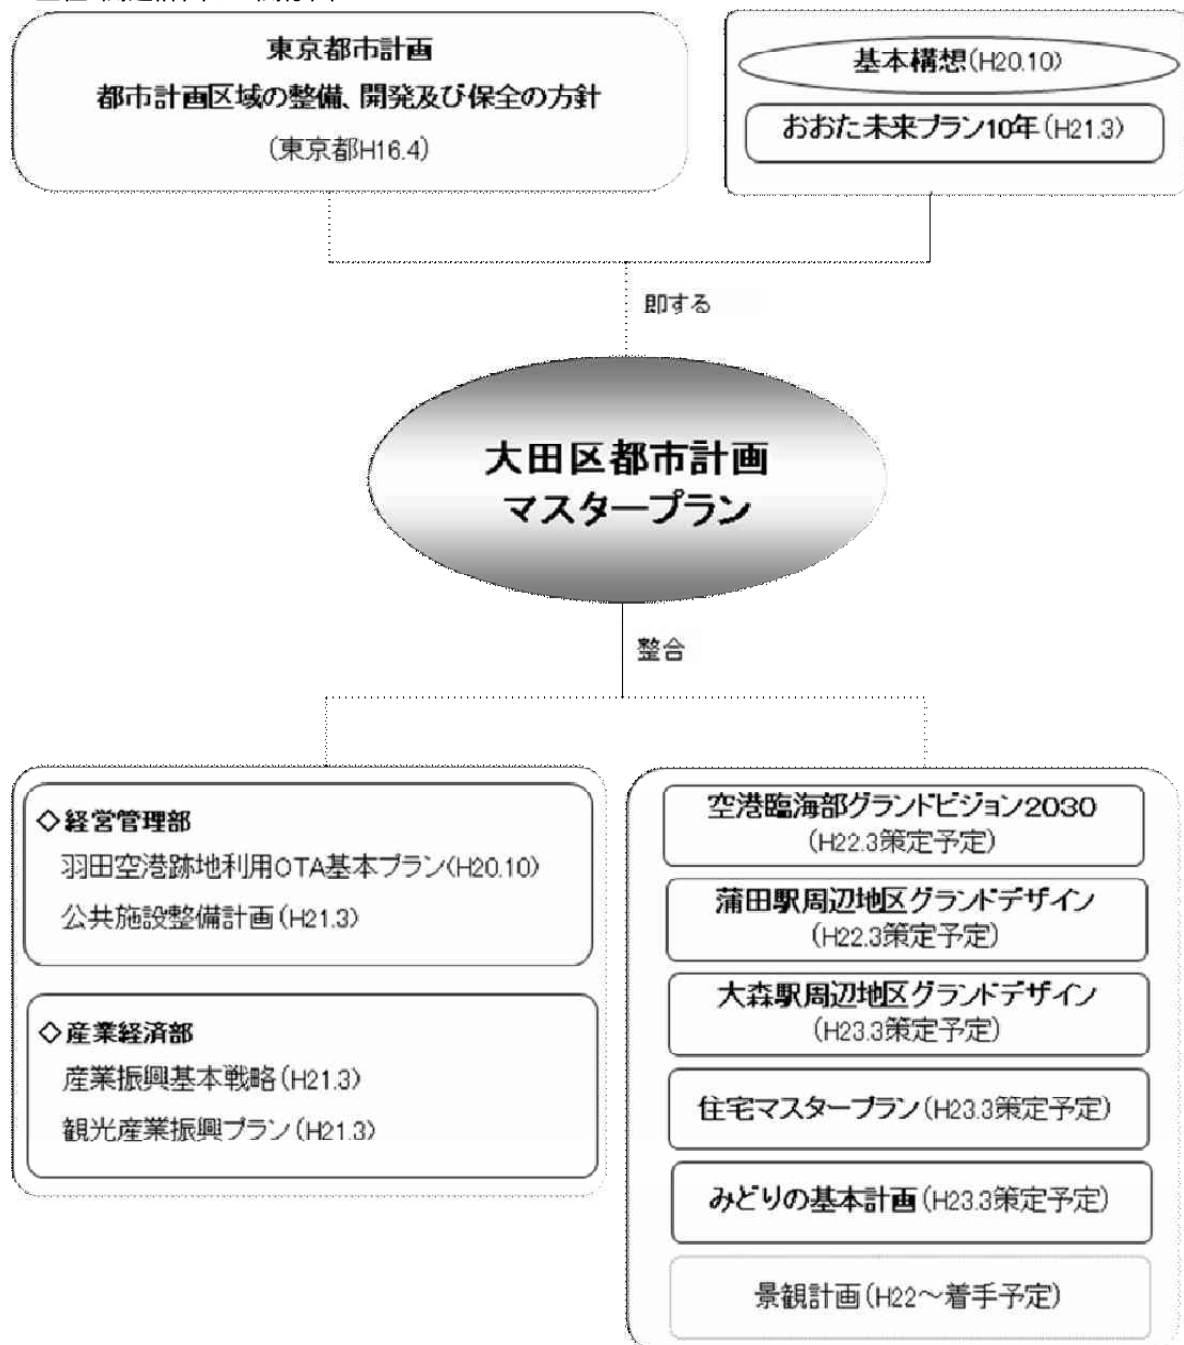 東京都市計画
都市計画区域の整備、開発及び保全の方針
(東京都H16.4)
基本構想(H20.10)
おおた未来プラン10年(H21.3)
即する
大田区都市計画
マスタープラン
整合
◇経営管理部
羽田空港跡地利用OTA基本プラン(H20.10)
公共施設整備計画(H21.3)
◇産業経済部
産業振興基本戦略(H21.3)
観光産業振興プラン(H21.3)
空港臨海部グランドビジョン2030
(H22.3策定予定)
蒲田駅周辺地区グランドデザイン
(H22.3策定予定)
大森駅周辺地区グランドデザイン
(H23.3策定予定)
住宅マスタープラン(H23.3策定予定)
みどりの基本計画(H23.3策定予定)
景観計画(H22～着手予定)